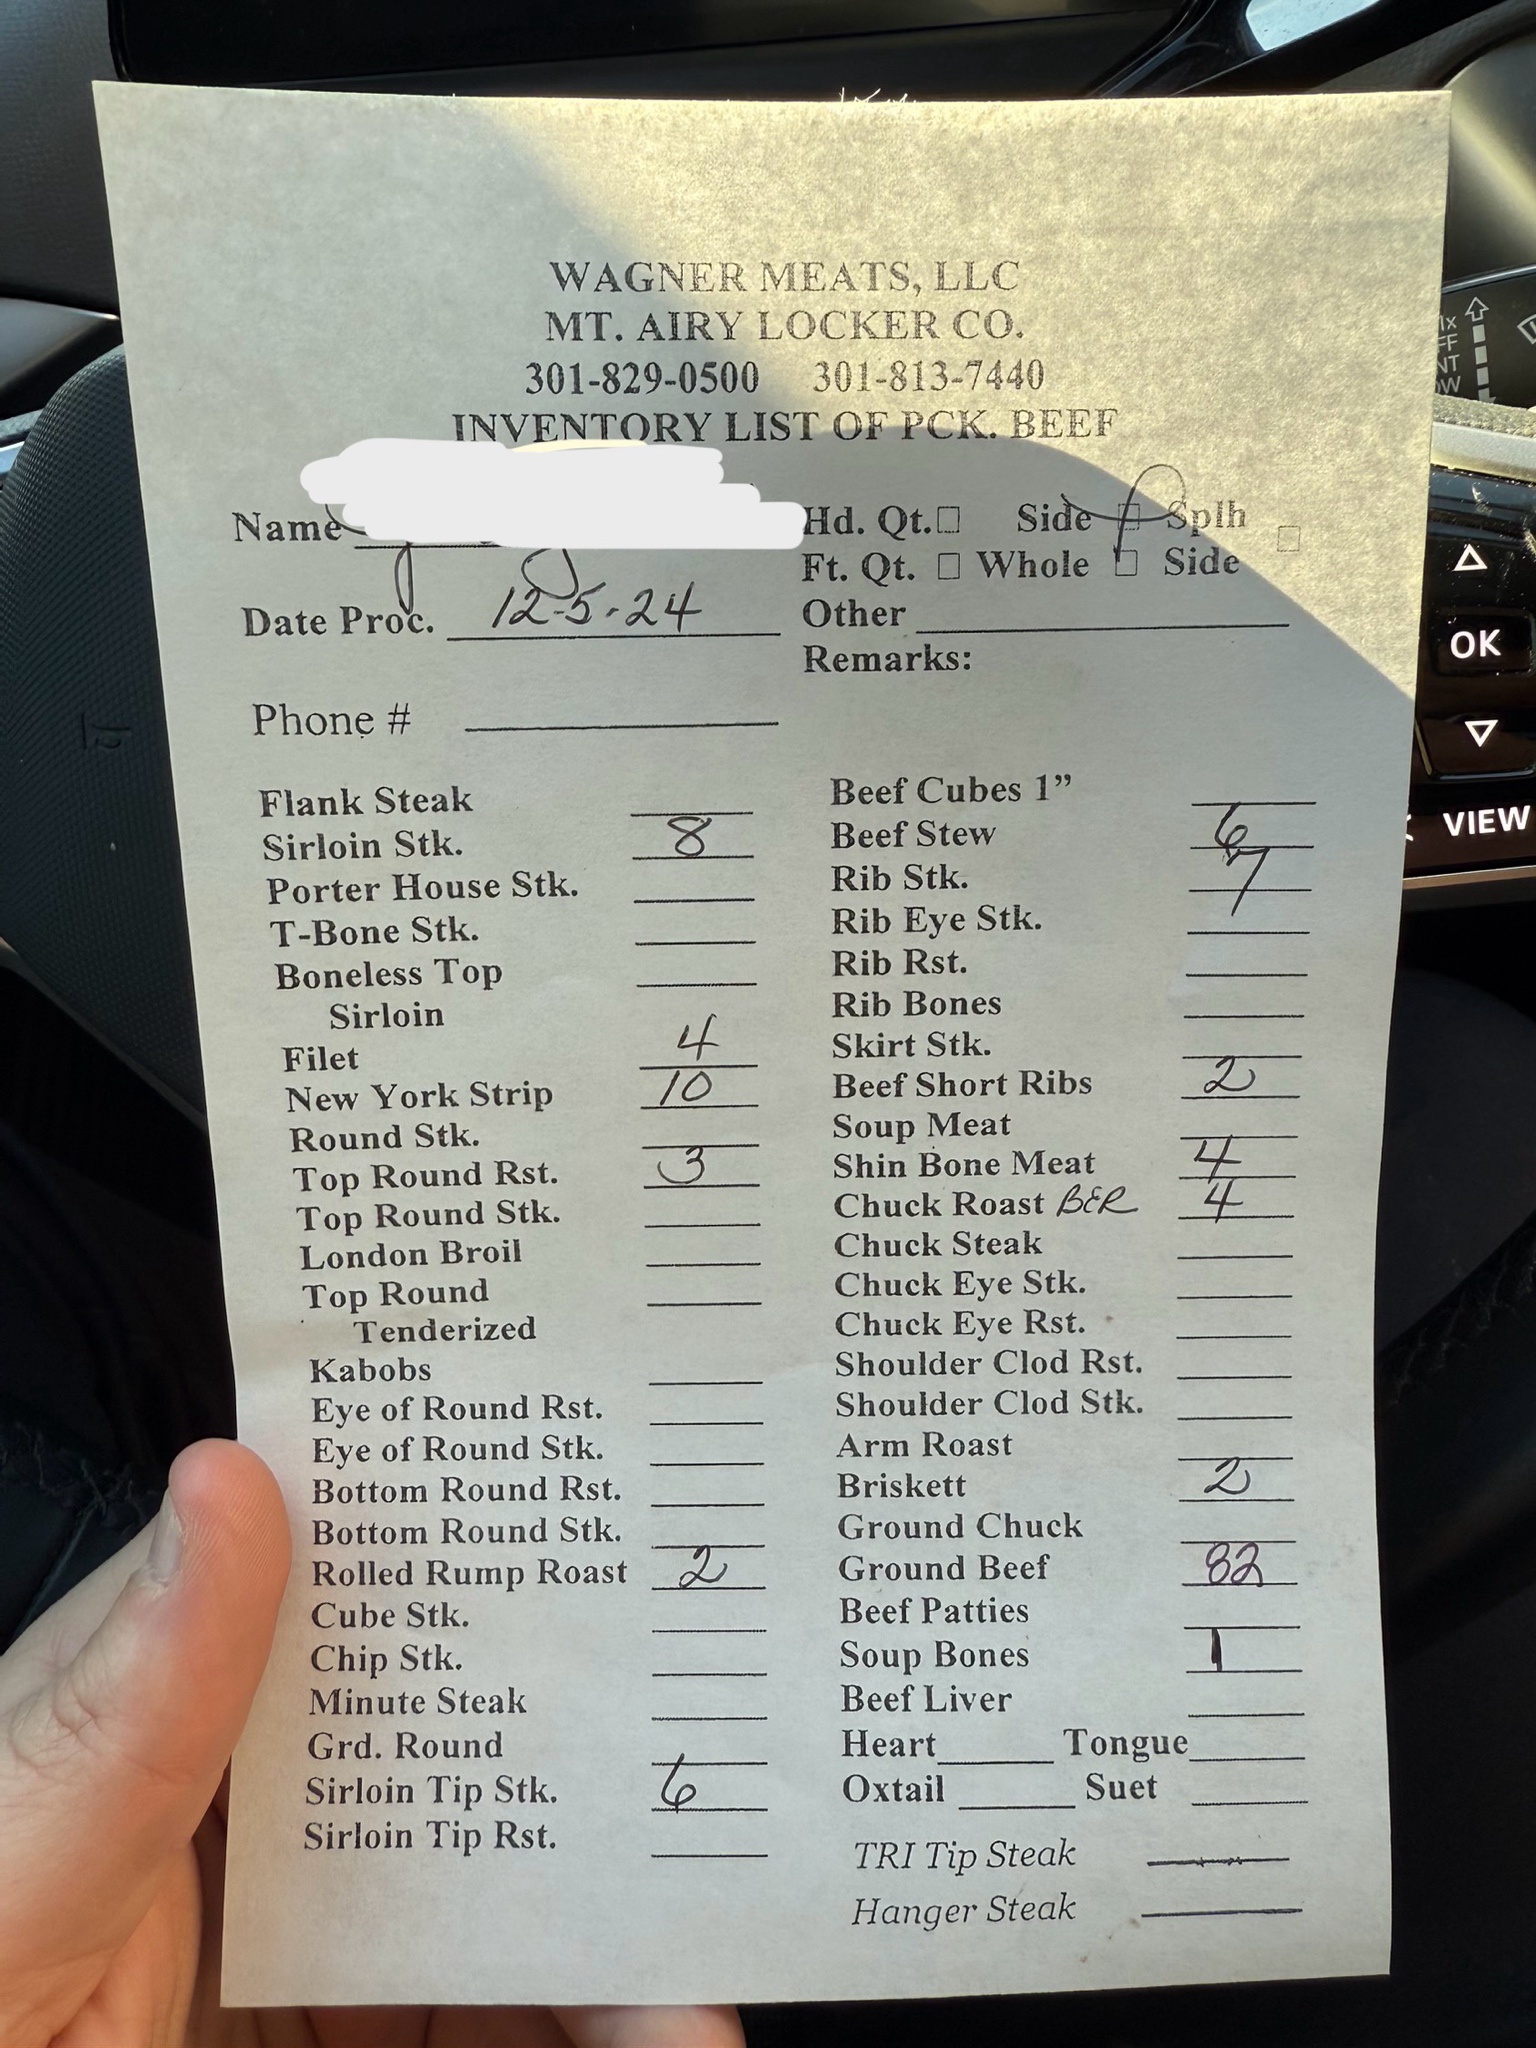 WAGNER MEATS, LLC
MT. AIRY LOCKER CO.
301-829-0500 301-813-7440
INVENTORY LIST OF PCK. BEEF
Name
Hd. Qt. Side Splh
Ft. Qt. Whole Side
Date Proc. 12-5-24
Other
Remarks:
Phone #
Flank Steak
Sirloin Stk. 8
Porter House Stk.
T-Bone Stk.
Boneless Top
Sirloin
Filet 4
New York Strip 10
Round Stk.
Top Round Rst. 3
Top Round Stk.
London Broil
Top Round
Tenderized
Kabobs
Eye of Round Rst.
Eye of Round Stk.
Bottom Round Rst.
Bottom Round Stk.
Rolled Rump Roast 2
Cube Stk.
Chip Stk.
Minute Steak
Grd. Round
Sirloin Tip Stk. 6
Sirloin Tip Rst.
Beef Cubes 1”
Beef Stew 6
Rib Stk. 7
Rib Eye Stk.
Rib Rst.
Rib Bones
Skirt Stk.
Beef Short Ribs 2
Soup Meat
Shin Bone Meat 4
Chuck Roast 4
Chuck Steak
Chuck Eye Stk.
Chuck Eye Rst.
Shoulder Clod Rst.
Shoulder Clod Stk.
Arm Roast
Briskett 2
Ground Chuck
Ground Beef 82
Beef Patties
Soup Bones 1
Beef Liver
Heart Tongue
Oxtail Suet
TRI Tip Steak
Hanger Steak
OK
VIEW